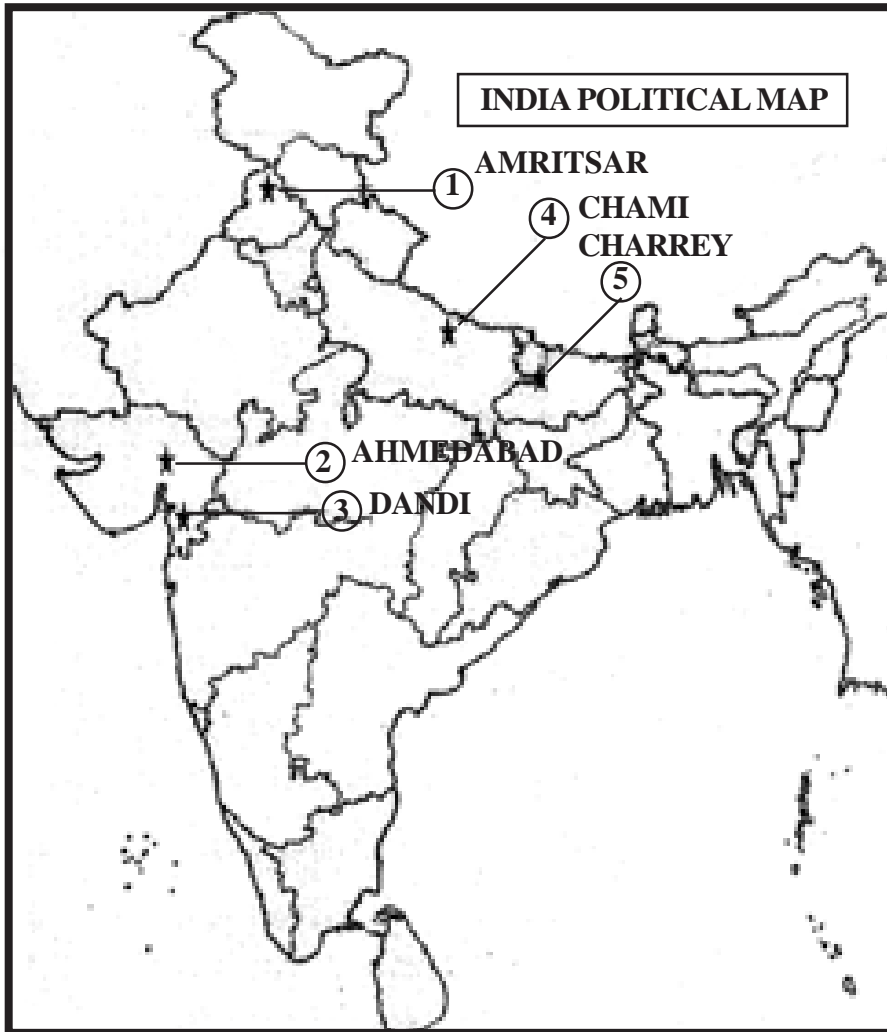 INDIA POLITICAL MAP
1 AMRITSAR
4 CHAMI
CHARREY
5
2 AHMEDABAD
3 DANDI